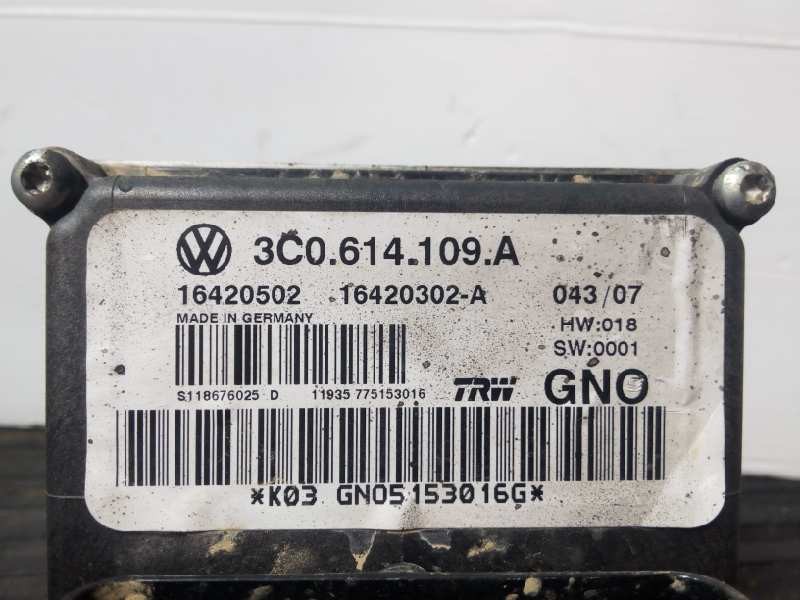 3C0.614.109.A
16420502 16420302-A 043/07
MADE IN GERMANY HW:018
SW:0001
S118676025 D 11935 775153016 TRW GNO
*K03 GNO5153016G*